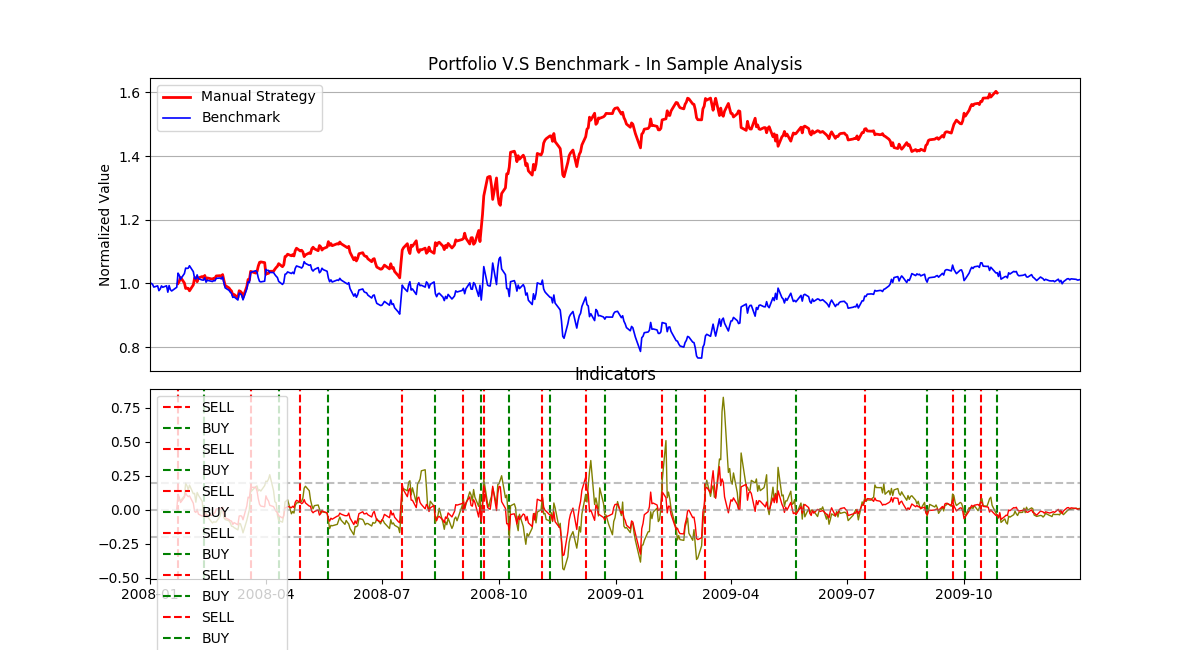 Portfolio V.S Benchmark - In Sample Analysis
Normalized Value
1.6
1.4
1.2
1.0
0.8
Manual Strategy
Benchmark
Indicators
0.75
0.50
0.25
0.00
−0.25
−0.50
SELL
BUY
SELL
BUY
SELL
BUY
SELL
BUY
SELL
BUY
SELL
BUY
2008-01 2008-04 2008-07 2008-10 2009-01 2009-04 2009-07 2009-10